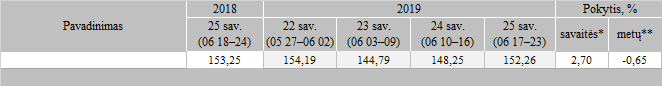 Pavadinimas 2018 2019 Pokytis, %
25 sav. (06 18–24) 22 sav. (05 27–06 02) 23 sav. (06 03–09) 24 sav. (06 10–16) 25 sav. (06 17–23) savaitės* metų**
153,25 154,19 144,79 148,25 152,26 2,70 -0,65